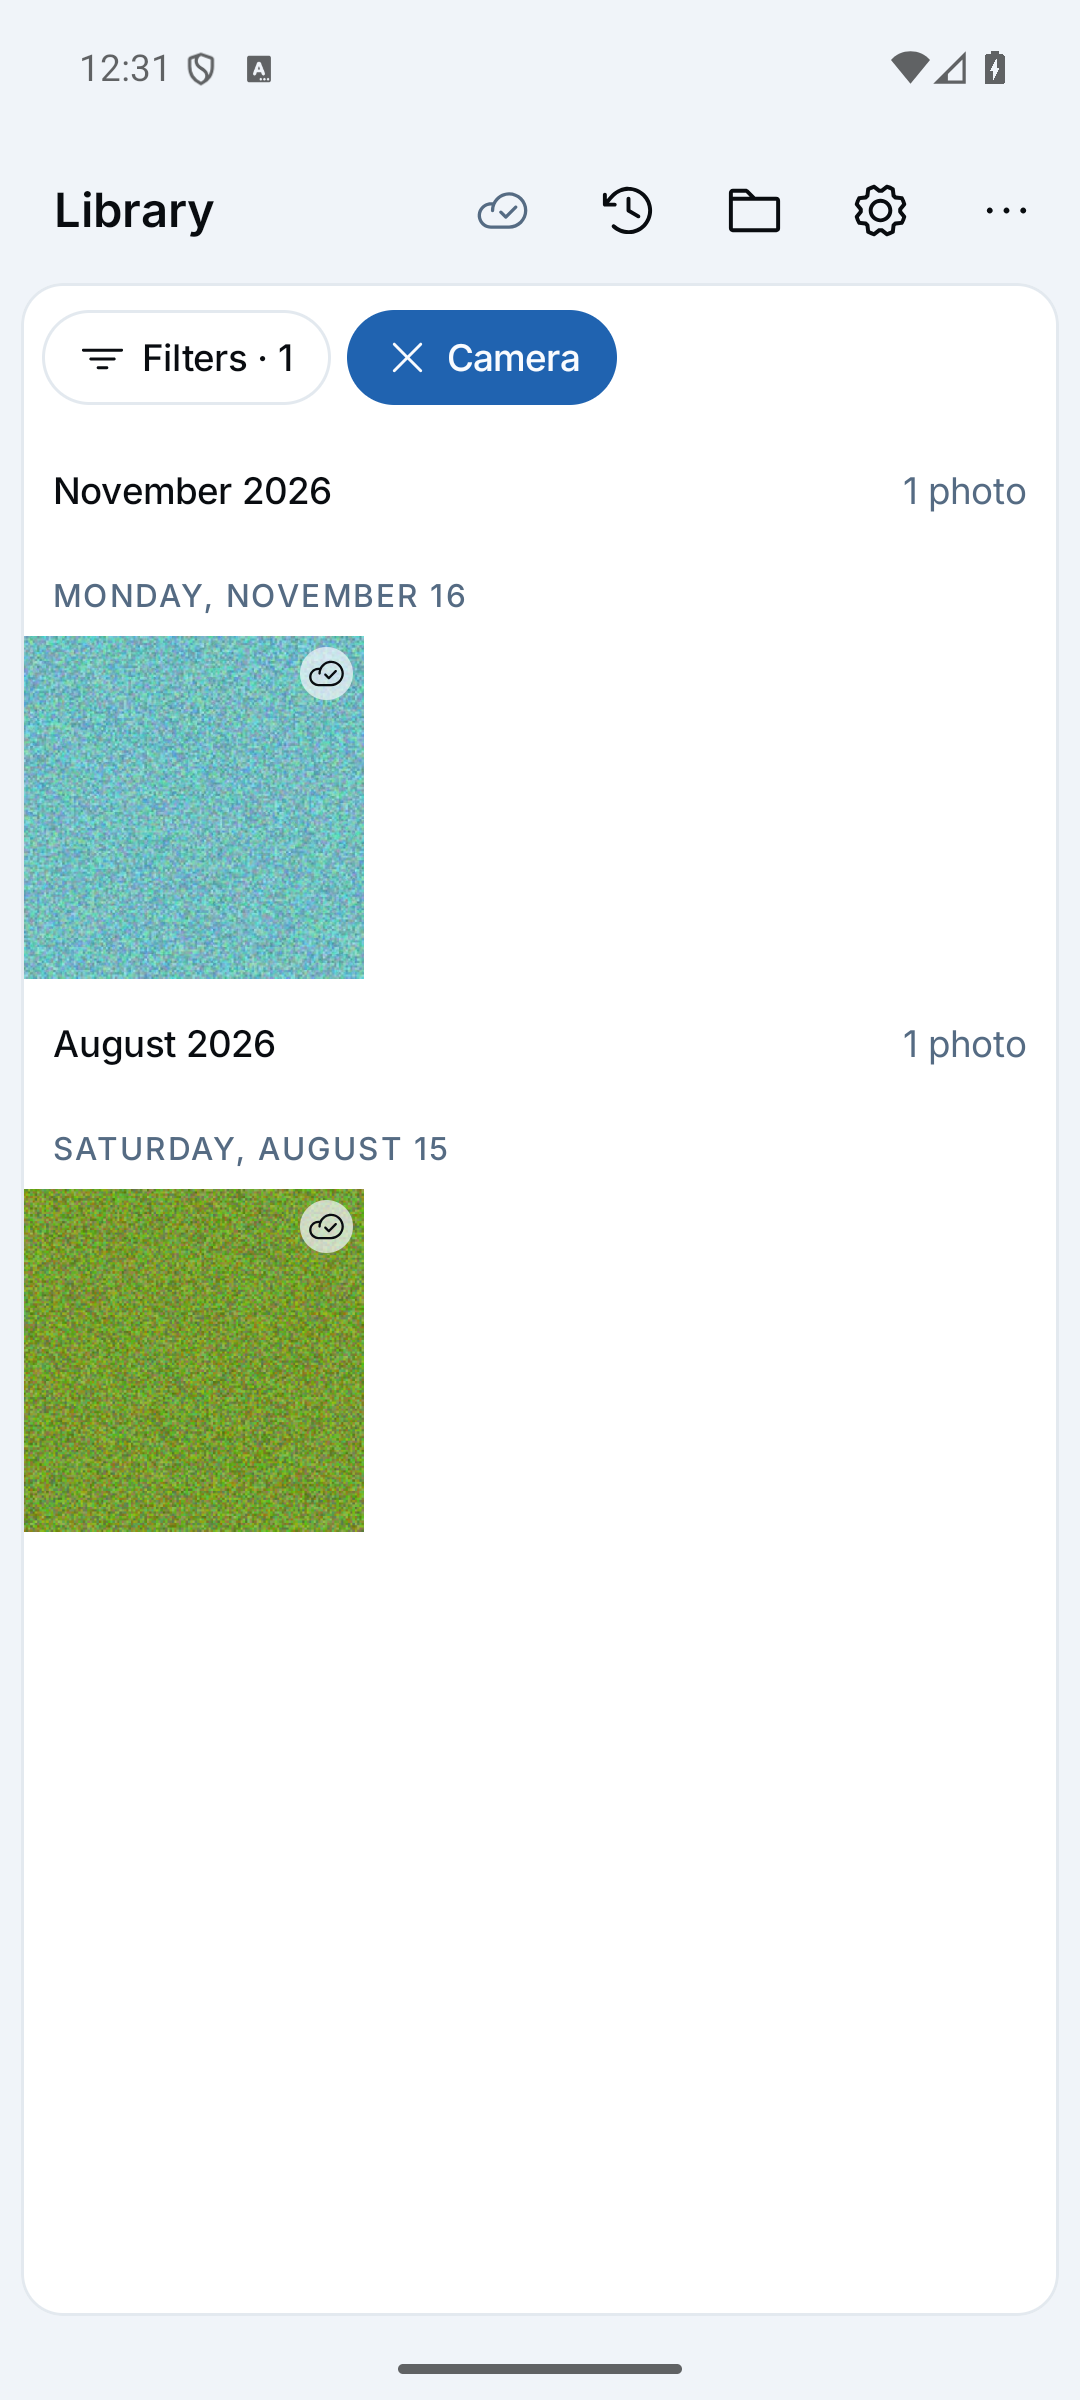 12:31
Library
Filters · 1
Camera
November 2026
1 photo
MONDAY, NOVEMBER 16
August 2026
1 photo
SATURDAY, AUGUST 15